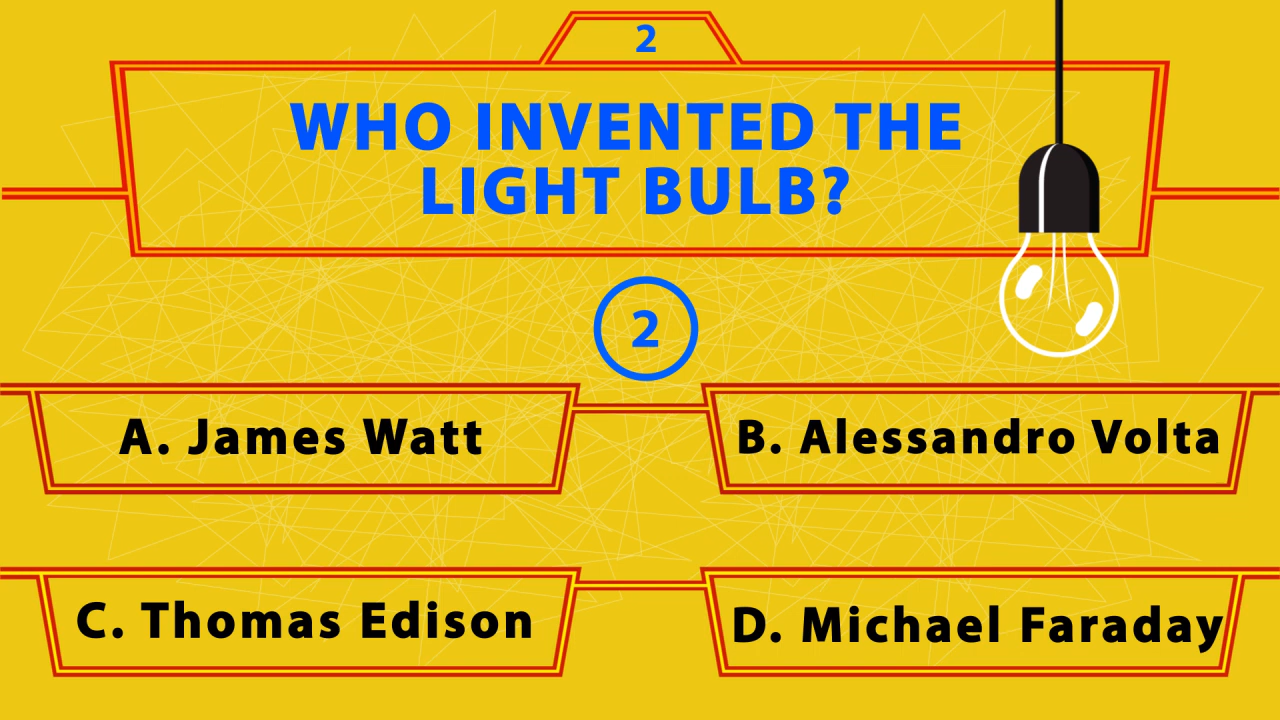 2
WHO INVENTED THE
LIGHT BULB?
2
A. James Watt
B. Alessandro Volta
C. Thomas Edison
D. Michael Faraday